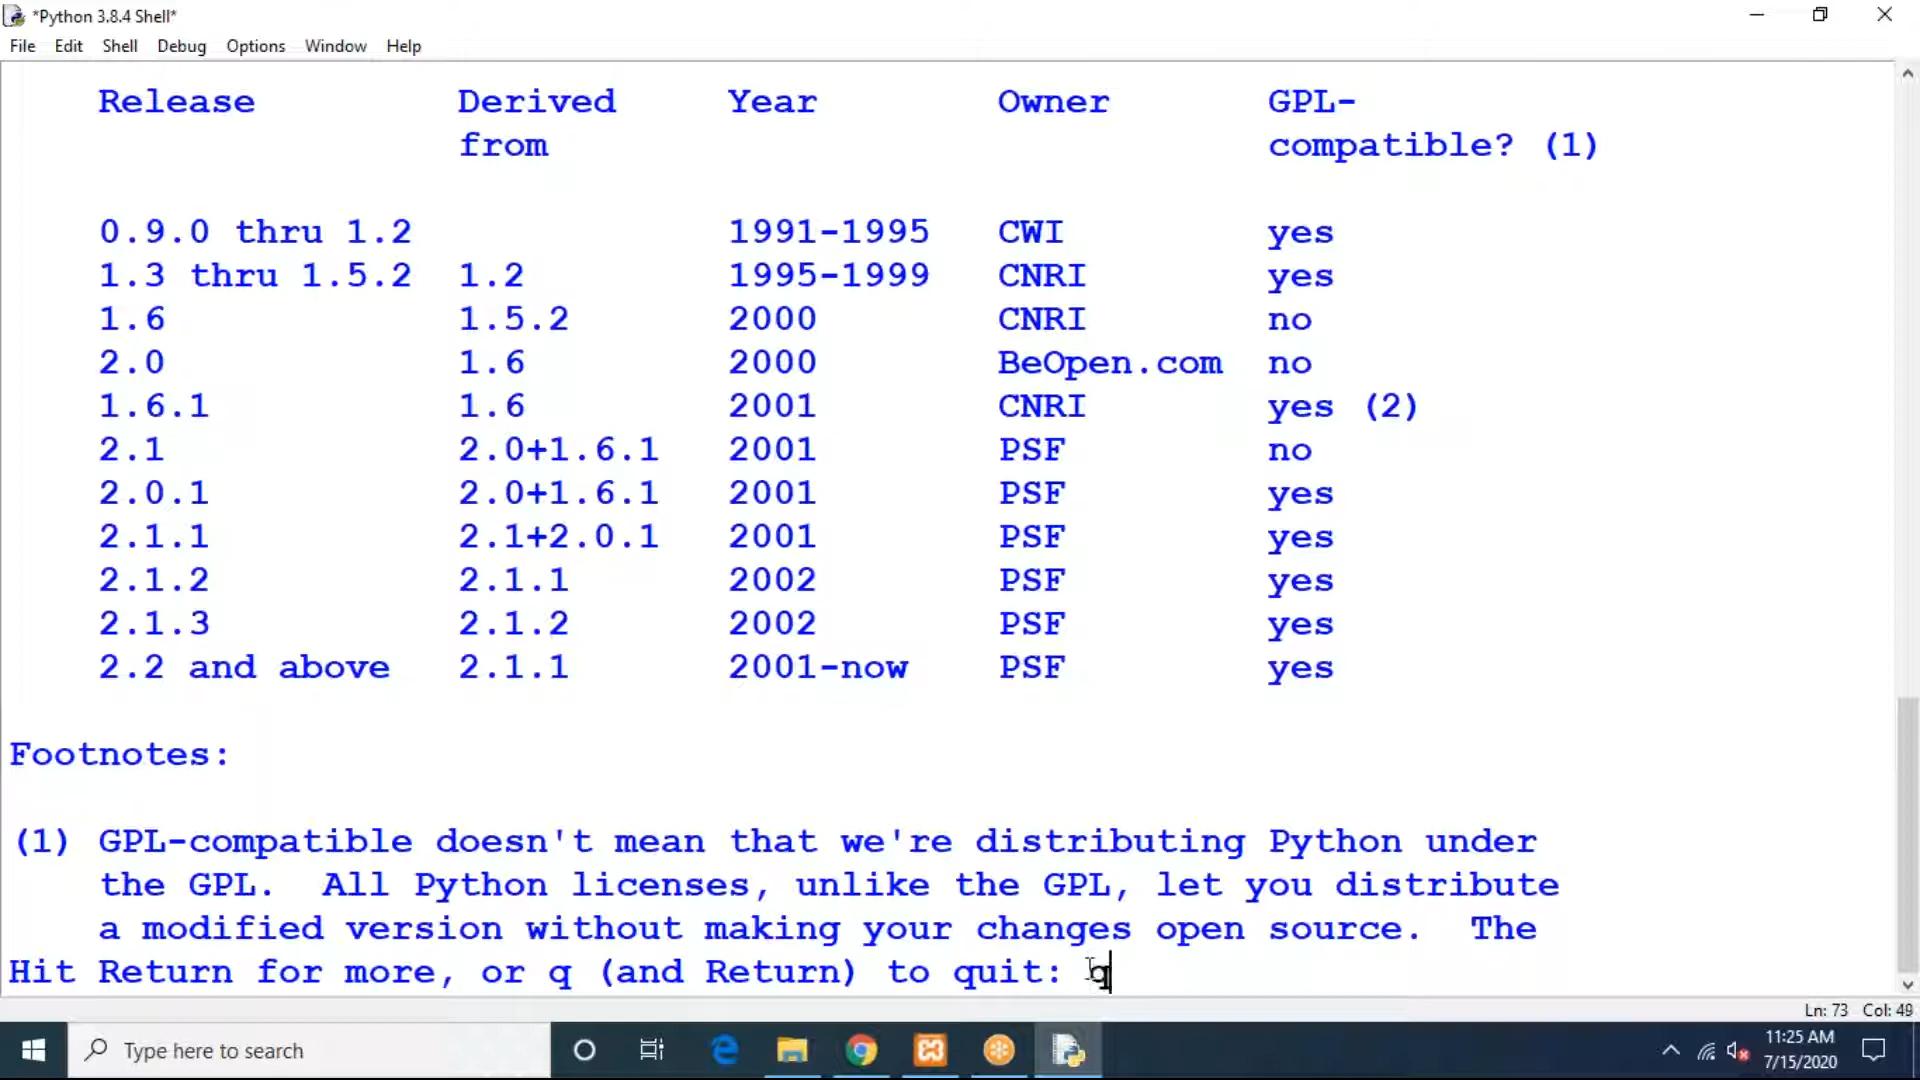 *Python 3.8.4 Shell*
File Edit Shell Debug Options Window Help
Release Derived Year Owner GPL-
from compatible? (1)
0.9.0 thru 1.2 1991-1995 CWI yes
1.3 thru 1.5.2 1.2 1995-1999 CNRI yes
1.6 1.5.2 2000 CNRI no
2.0 1.6 2000 BeOpen.com no
1.6.1 1.6 2001 CNRI yes (2)
2.1 2.0+1.6.1 2001 PSF no
2.0.1 2.0+1.6.1 2001 PSF yes
2.1.1 2.1+2.0.1 2001 PSF yes
2.1.2 2.1.1 2002 PSF yes
2.1.3 2.1.2 2002 PSF yes
2.2 and above 2.1.1 2001-now PSF yes
Footnotes:
(1) GPL-compatible doesn't mean that we're distributing Python under
the GPL. All Python licenses, unlike the GPL, let you distribute
a modified version without making your changes open source. The
Hit Return for more, or q (and Return) to quit: q
Ln: 73 Col: 49
Type here to search
11:25 AM
7/15/2020